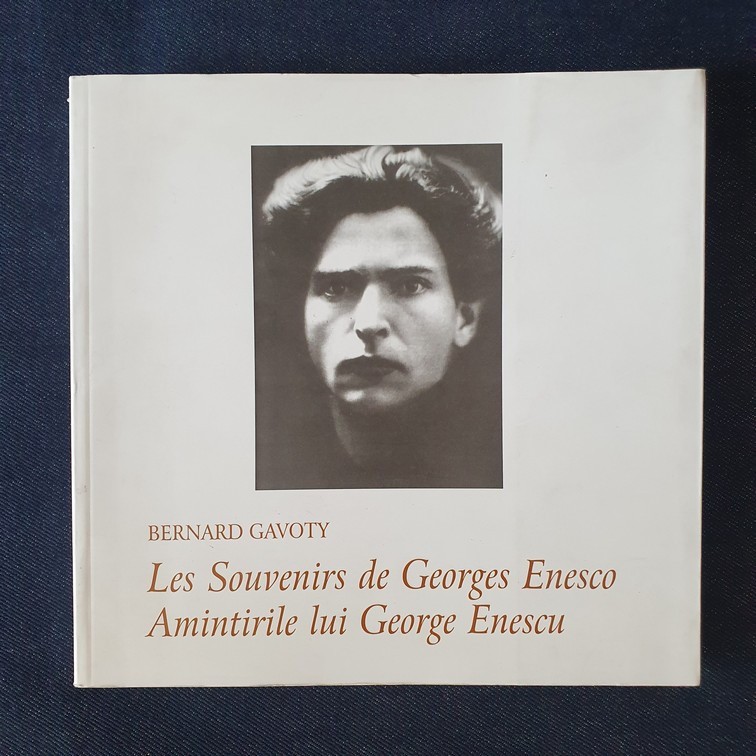 BERNARD GAVOTY
Les Souvenirs de Georges Enesco
Amintirile lui George Enescu